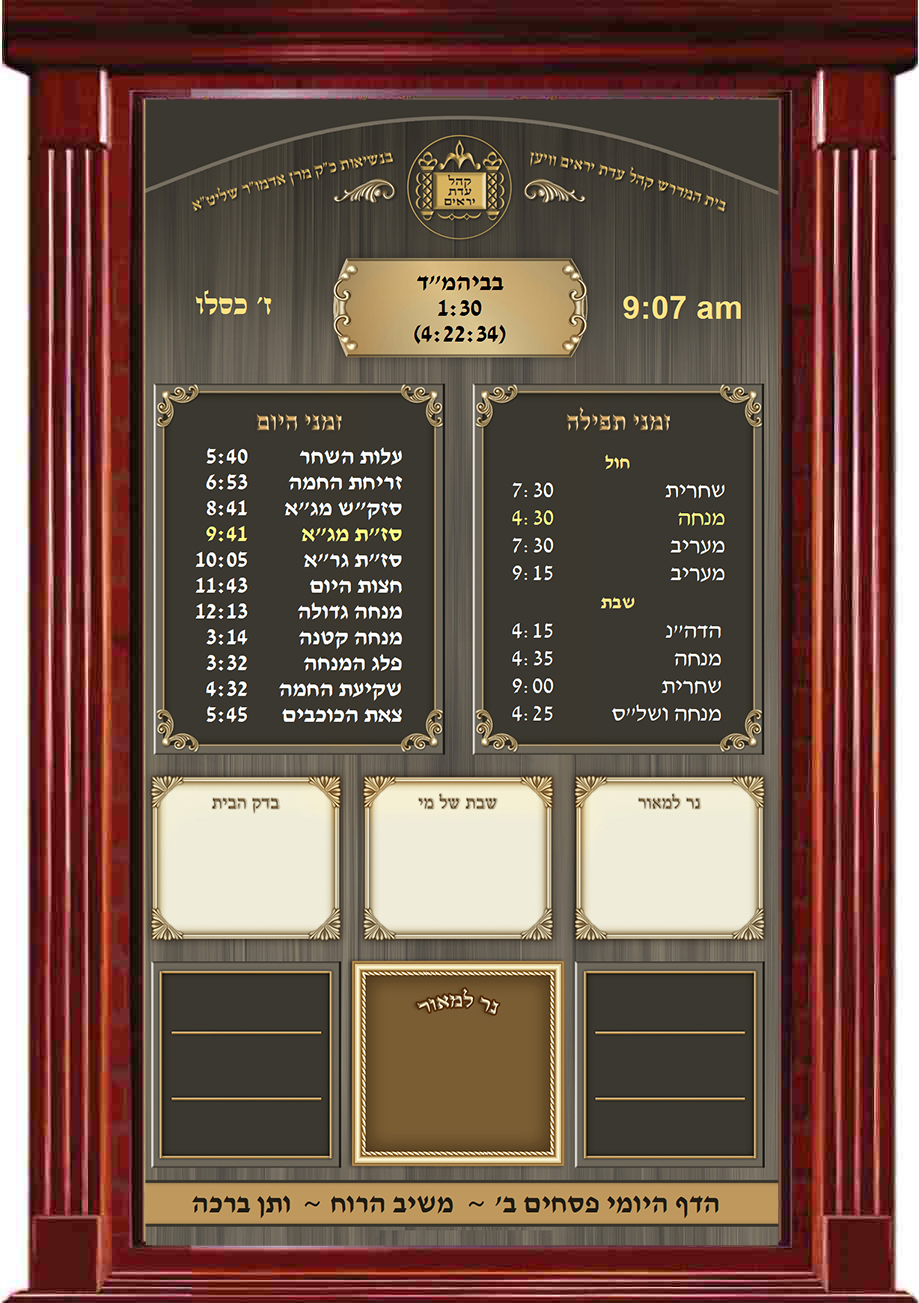 בית המדרש קהל עדת יראים וויען
בנשיאות כ"ק מרן אדמו"ר שליט"א
קהל
עדת
יראים
9:07 am
בביהמ"ד
1:30
(4:22:34)
ז' כסלו
זמני תפילה
חול
שחרית 7:30
מנחה 4:30
מעריב 7:30
מעריב 9:15
שבת
הדה"נ 4:15
מנחה 4:35
שחרית 9:00
מנחה ושל"ס 4:25
זמני היום
עלות השחר 5:40
זריחת החמה 6:53
סזק"ש מג"א 8:41
סז"ת מג"א 9:41
סז"ת גר"א 10:05
חצות היום 11:43
מנחה גדולה 12:13
מנחה קטנה 3:14
פלג המנחה 3:32
שקיעת החמה 4:32
צאת הכוכבים 5:45
נר למאור
שבת של מי
בדק הבית
נר למאור
הדף היומי פסחים ב' ~ משיב הרוח ~ ותן ברכה